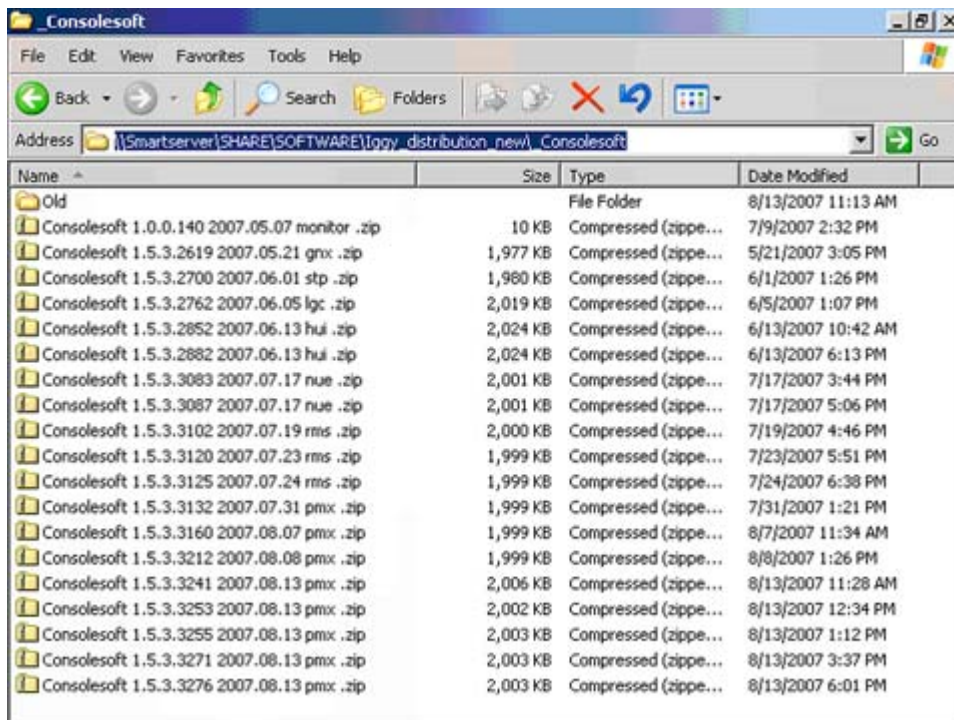 _Consolesoft
File Edit View Favorites Tools Help
Back Search Folders
Address \\Smartserver\SHARE\SOFTWARE\Iggy_distribution_new\_Consolesoft Go
Name Size Type Date Modified
Old File Folder 8/13/2007 11:13 AM
Consolesoft 1.0.0.140 2007.05.07 monitor .zip 10 KB Compressed (zippe... 7/9/2007 2:32 PM
Consolesoft 1.5.3.2619 2007.05.21 gnx .zip 1,977 KB Compressed (zippe... 5/21/2007 3:05 PM
Consolesoft 1.5.3.2700 2007.06.01 stp .zip 1,980 KB Compressed (zippe... 6/1/2007 1:26 PM
Consolesoft 1.5.3.2762 2007.06.05 lgc .zip 2,019 KB Compressed (zippe... 6/5/2007 1:07 PM
Consolesoft 1.5.3.2852 2007.06.13 hui .zip 2,024 KB Compressed (zippe... 6/13/2007 10:42 AM
Consolesoft 1.5.3.2882 2007.06.13 hui .zip 2,024 KB Compressed (zippe... 6/13/2007 6:13 PM
Consolesoft 1.5.3.3083 2007.07.17 nue .zip 2,001 KB Compressed (zippe... 7/17/2007 3:44 PM
Consolesoft 1.5.3.3087 2007.07.17 nue .zip 2,001 KB Compressed (zippe... 7/17/2007 5:06 PM
Consolesoft 1.5.3.3102 2007.07.19 rms .zip 2,000 KB Compressed (zippe... 7/19/2007 4:46 PM
Consolesoft 1.5.3.3120 2007.07.23 rms .zip 1,999 KB Compressed (zippe... 7/23/2007 5:51 PM
Consolesoft 1.5.3.3125 2007.07.24 rms .zip 1,999 KB Compressed (zippe... 7/24/2007 6:38 PM
Consolesoft 1.5.3.3132 2007.07.31 pmx .zip 1,999 KB Compressed (zippe... 7/31/2007 1:21 PM
Consolesoft 1.5.3.3160 2007.08.07 pmx .zip 1,999 KB Compressed (zippe... 8/7/2007 11:34 AM
Consolesoft 1.5.3.3212 2007.08.08 pmx .zip 1,999 KB Compressed (zippe... 8/8/2007 1:26 PM
Consolesoft 1.5.3.3241 2007.08.13 pmx .zip 2,006 KB Compressed (zippe... 8/13/2007 11:28 AM
Consolesoft 1.5.3.3253 2007.08.13 pmx .zip 2,002 KB Compressed (zippe... 8/13/2007 12:34 PM
Consolesoft 1.5.3.3255 2007.08.13 pmx .zip 2,003 KB Compressed (zippe... 8/13/2007 1:12 PM
Consolesoft 1.5.3.3271 2007.08.13 pmx .zip 2,003 KB Compressed (zippe... 8/13/2007 3:37 PM
Consolesoft 1.5.3.3276 2007.08.13 pmx .zip 2,003 KB Compressed (zippe... 8/13/2007 6:01 PM